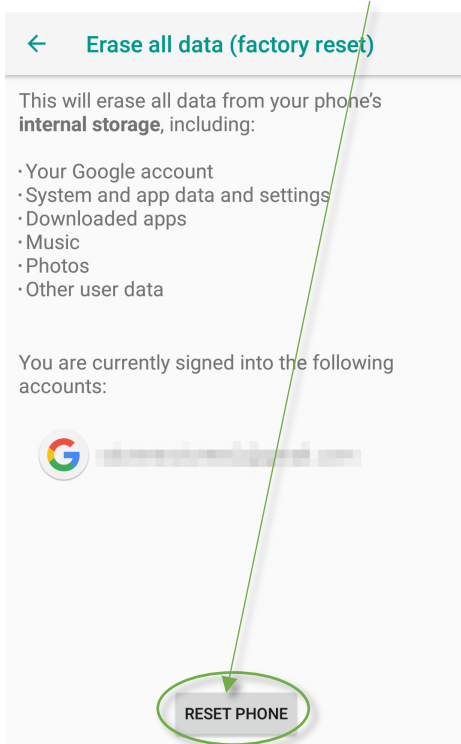 Erase all data (factory reset)
This will erase all data from your phone's
internal storage, including:
· Your Google account
· System and app data and settings
· Downloaded apps
· Music
· Photos
· Other user data
You are currently signed into the following
accounts:
RESET PHONE